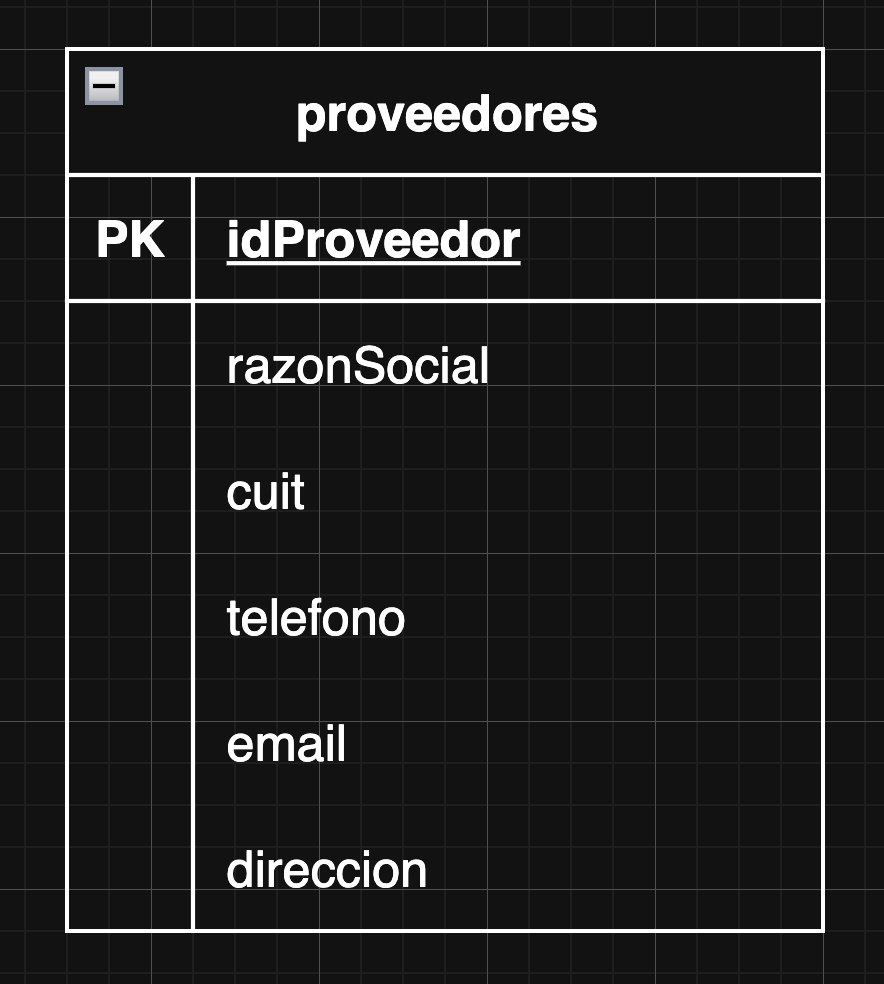 proveedores
PK idProveedor
razonSocial
cuit
telefono
email
direccion